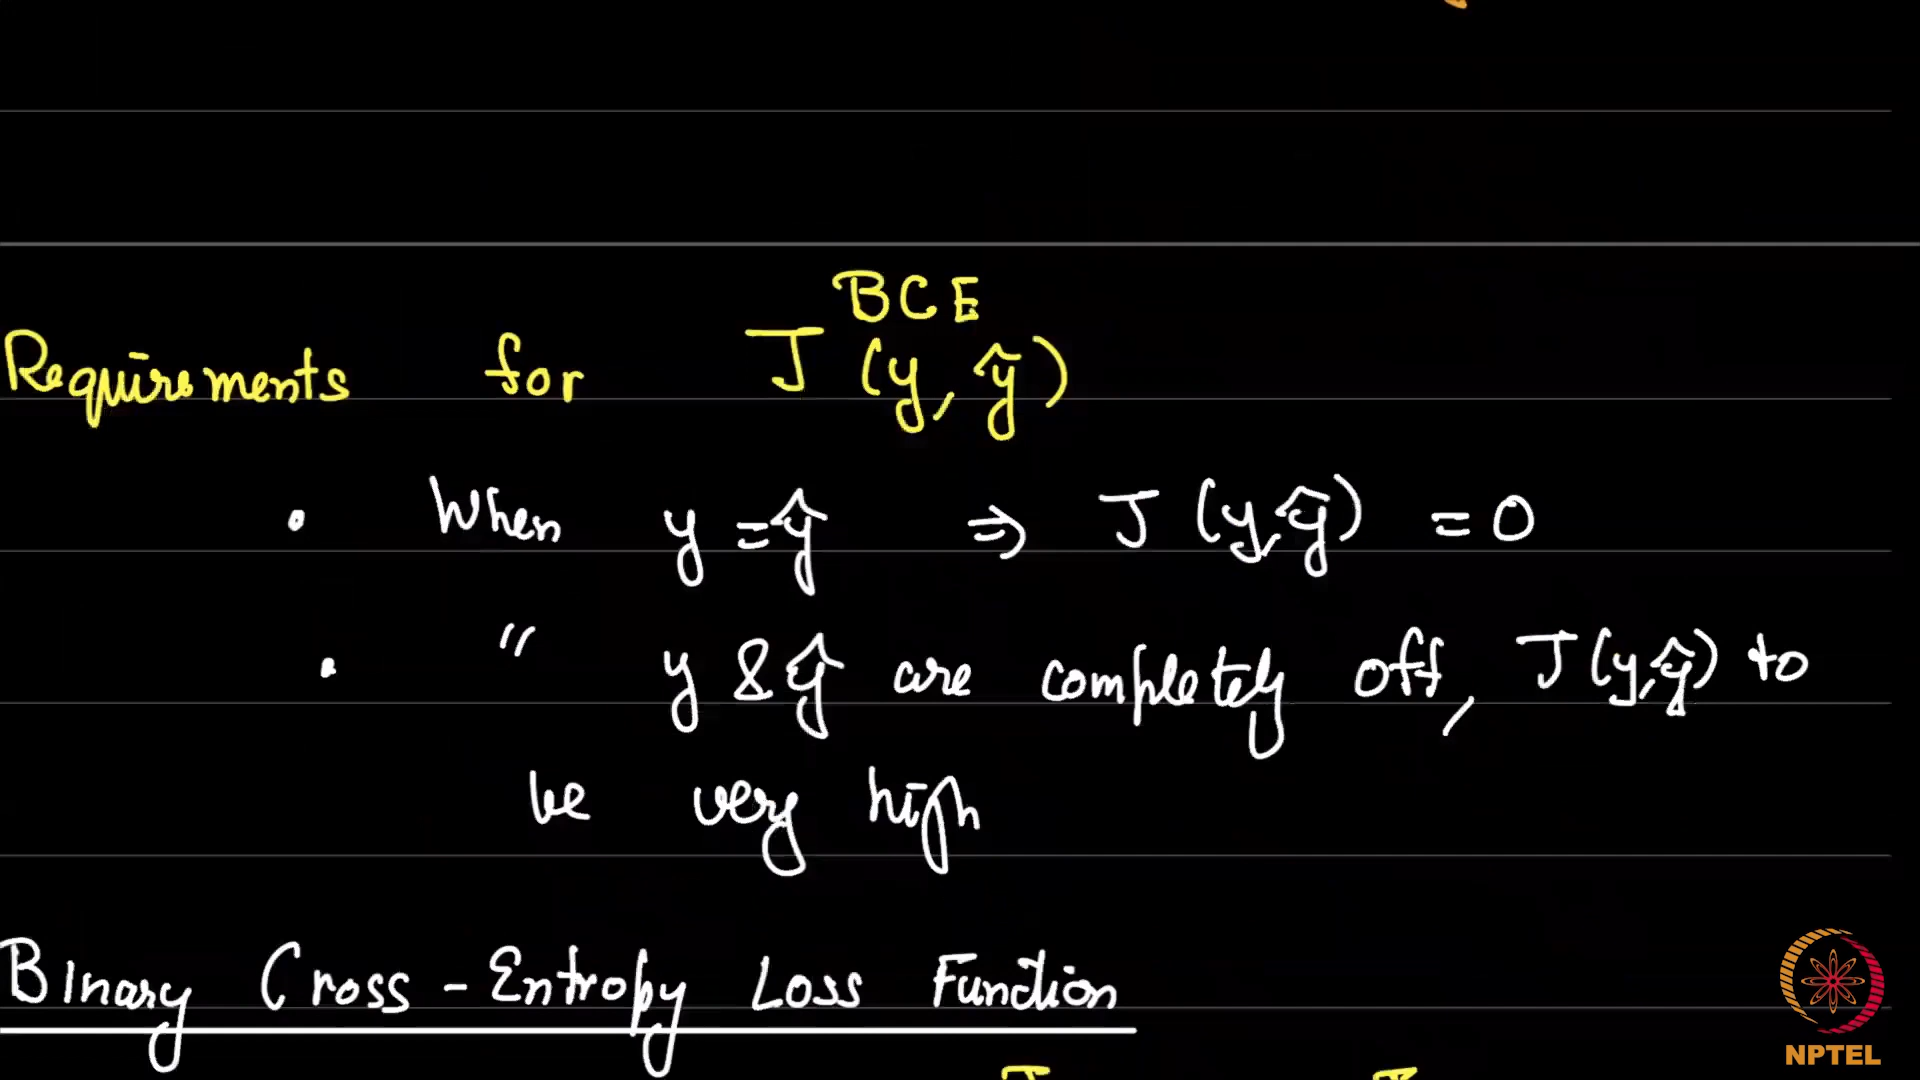 BCE
Requirements for J (y, ŷ)
• When y = ŷ ⇒ J (y, ŷ) = 0
• " y & ŷ are completely off, J(y, ŷ) to
be very high
Binary Cross - Entropy Loss Function
NPTEL